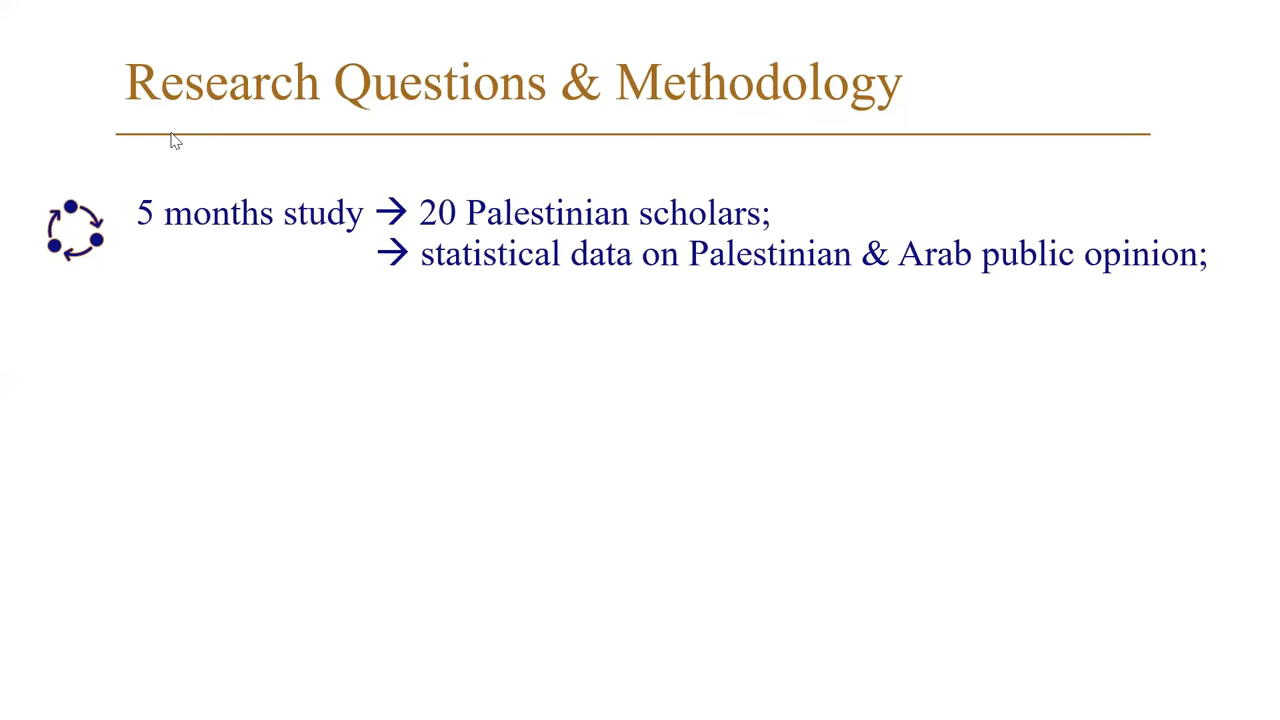 Research Questions & Methodology
5 months study → 20 Palestinian scholars;
→ statistical data on Palestinian & Arab public opinion;